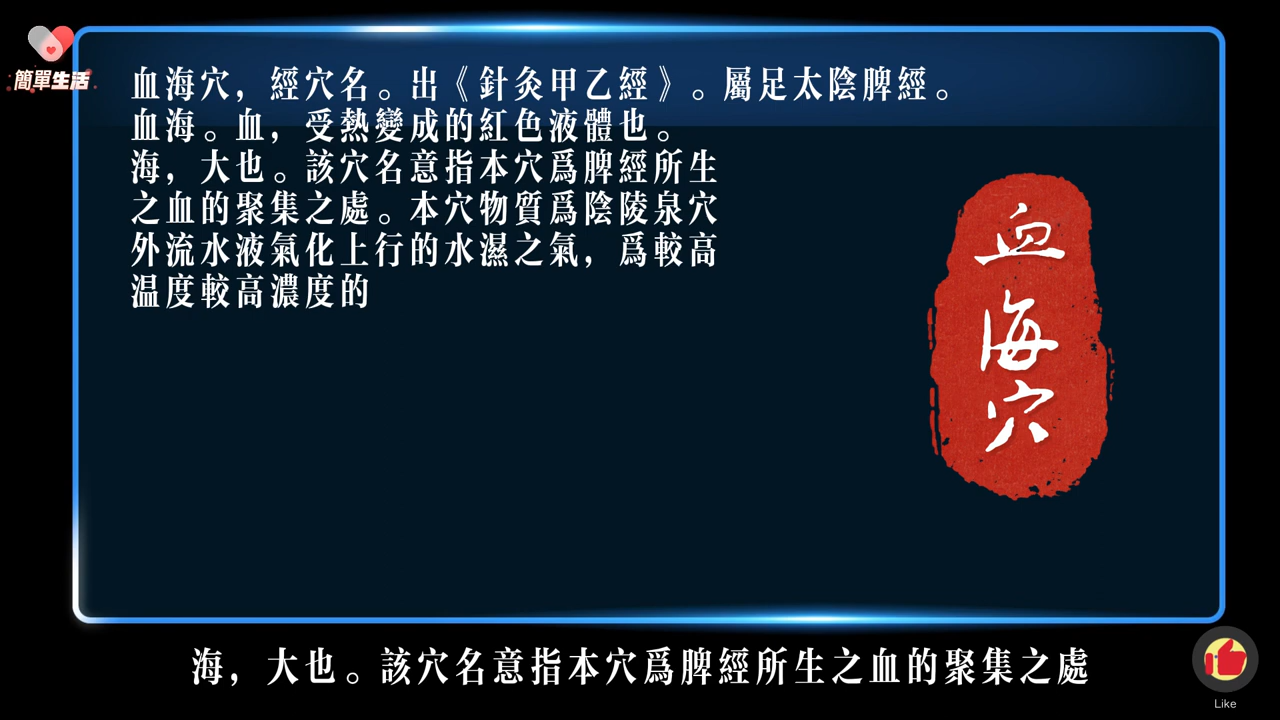 簡單生活
血海穴，經穴名。出《針灸甲乙經》。屬足太陰脾經。
血海。血，受熱變成的紅色液體也。
海，大也。該穴名意指本穴爲脾經所生
之血的聚集之處。本穴物質爲陰陵泉穴
外流水液氣化上行的水濕之氣，爲較高
温度較高濃度的
血海穴
海，大也。該穴名意指本穴爲脾經所生之血的聚集之處
Like